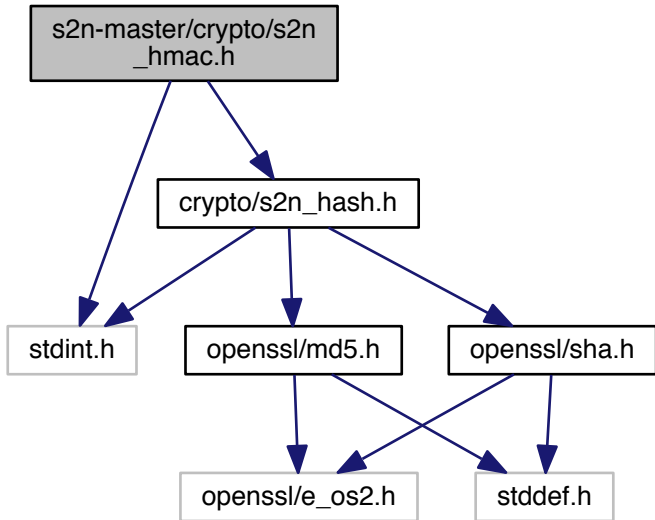 s2n-master/crypto/s2n
_hmac.h
crypto/s2n_hash.h
stdint.h
openssl/md5.h
openssl/sha.h
openssl/e_os2.h
stddef.h